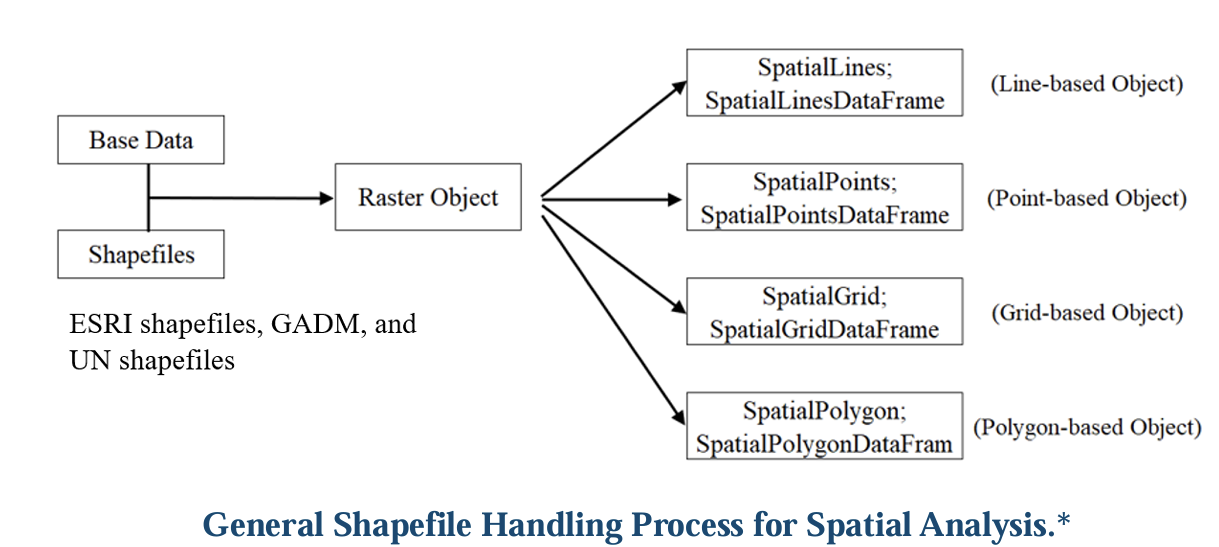 Base Data
Shapefiles
ESRI shapefiles, GADM, and
UN shapefiles
Raster Object
SpatialLines;
SpatialLinesDataFrame
(Line-based Object)
SpatialPoints;
SpatialPointsDataFrame
(Point-based Object)
SpatialGrid;
SpatialGridDataFrame
(Grid-based Object)
SpatialPolygon;
SpatialPolygonDataFram
(Polygon-based Object)
General Shapefile Handling Process for Spatial Analysis.*